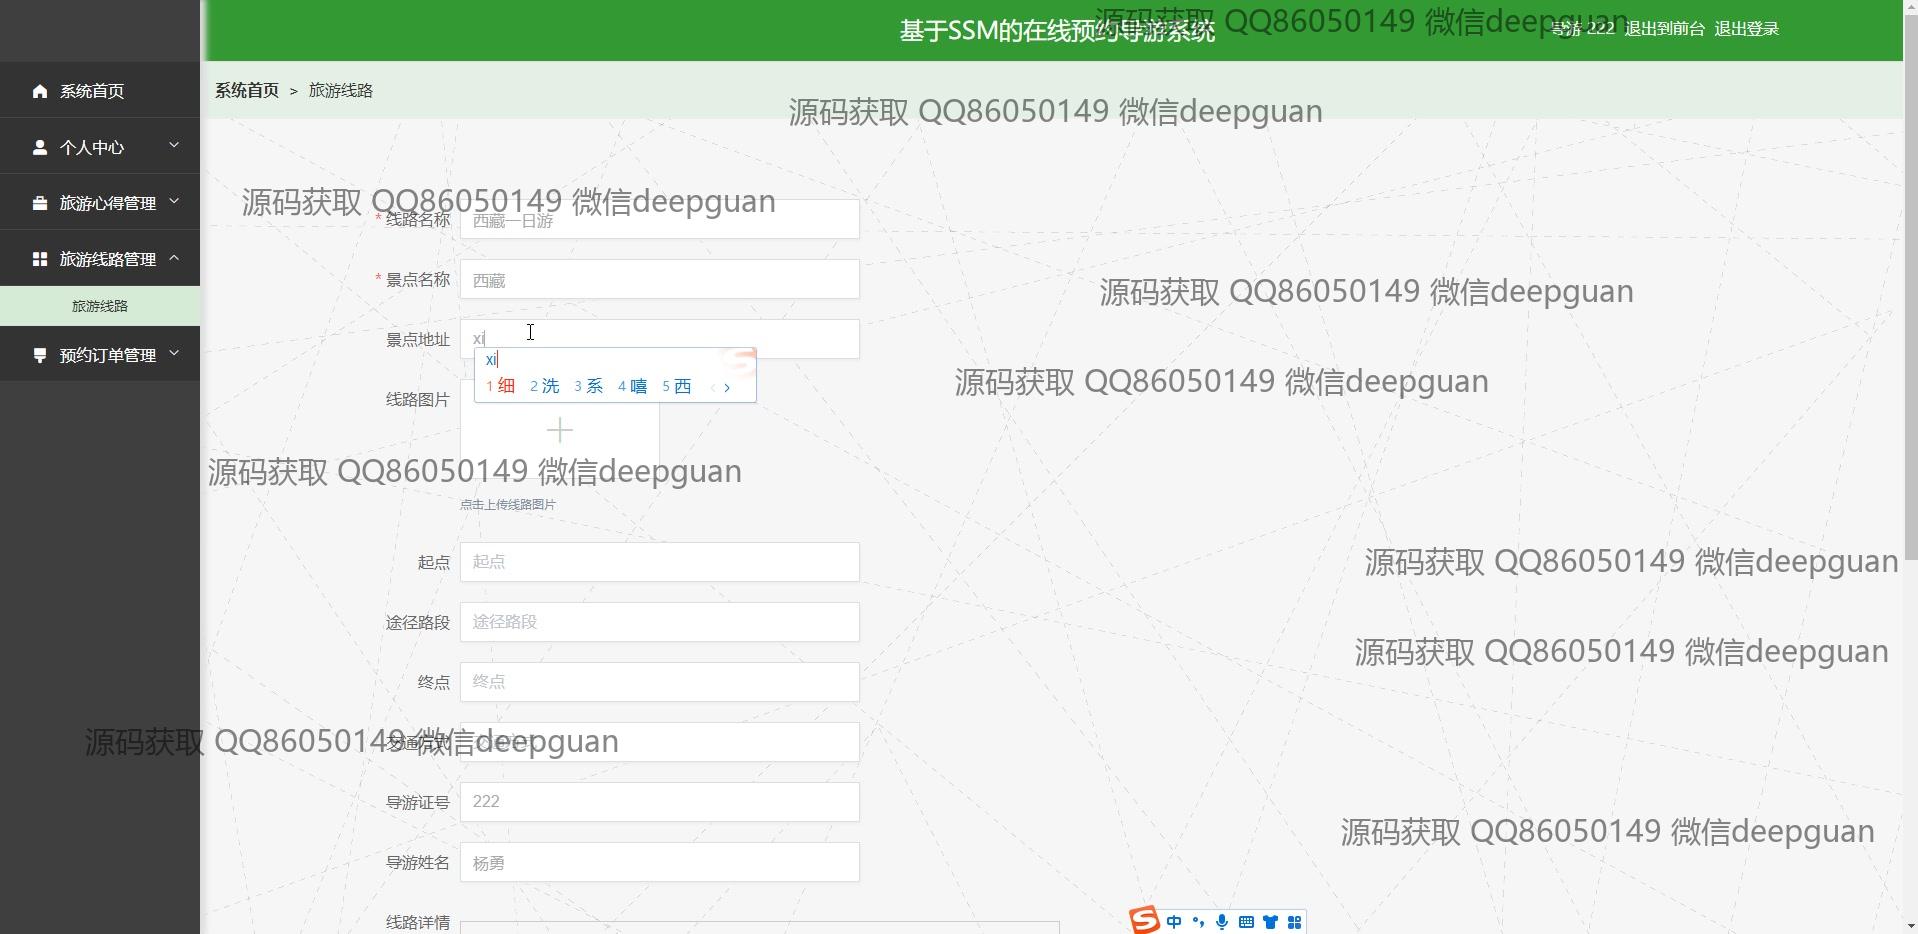 基于SSM的在线预约导游系统
导游 222 退出到前台 退出登录
源码获取 QQ86050149 微信deepguan
系统首页
个人中心
旅游心得管理
旅游线路管理
旅游线路
预约订单管理
系统首页 > 旅游线路
源码获取 QQ86050149 微信deepguan
源码获取 QQ86050149 微信deepguan
* 线路名称 西藏一日游
* 景点名称 西藏
源码获取 QQ86050149 微信deepguan
景点地址 xi
xi
1 细 2 洗 3 系 4 嘻 5 西 < >
源码获取 QQ86050149 微信deepguan
线路图片
源码获取 QQ86050149 微信deepguan
点击上传线路图片
起点 起点
源码获取 QQ86050149 微信deepguan
途径路段 途径路段
源码获取 QQ86050149 微信deepguan
终点 终点
交通方式 交通方式
源码获取 QQ86050149 微信deepguan
导游证号 222
源码获取 QQ86050149 微信deepguan
导游姓名 杨勇
线路详情
S 中